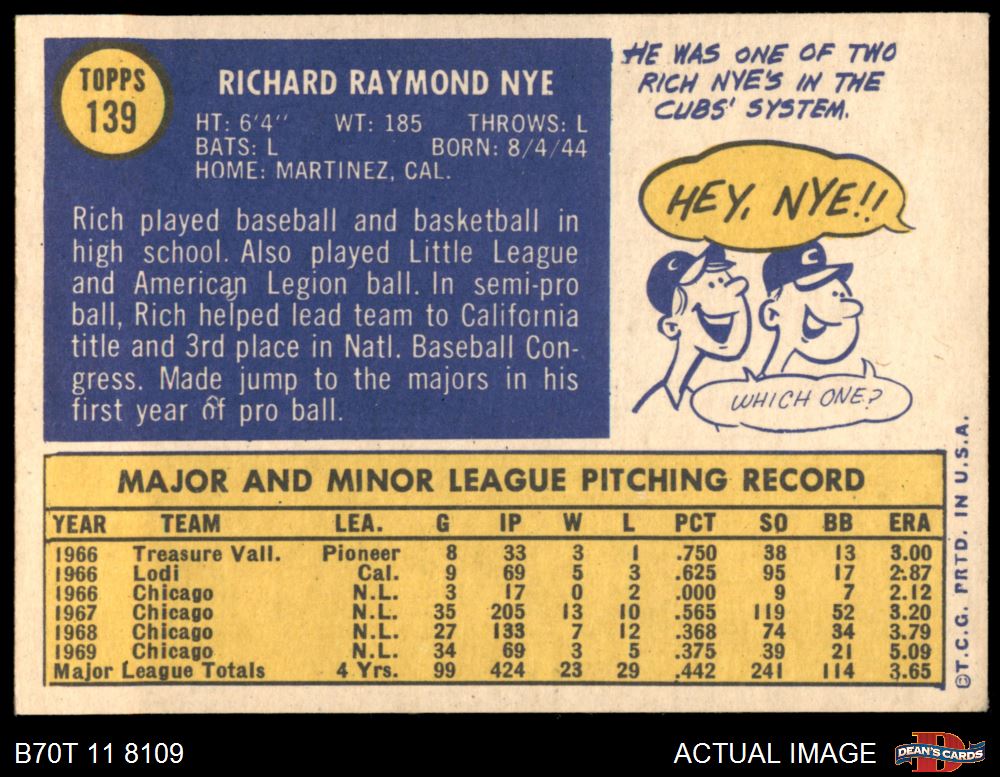 TOPPS
139
RICHARD RAYMOND NYE
HT: 6'4" WT: 185 THROWS: L
BATS: L BORN: 8/4/44
HOME: MARTINEZ, CAL.
Rich played baseball and basketball in
high school. Also played Little League
and American Legion ball. In semi-pro
ball, Rich helped lead team to California
title and 3rd place in Natl. Baseball Con-
gress. Made jump to the majors in his
first year of pro ball.
HE WAS ONE OF TWO
RICH NYE'S IN THE
CUBS' SYSTEM.
HEY, NYE!!
C
WHICH ONE?
MAJOR AND MINOR LEAGUE PITCHING RECORD
YEAR TEAM LEA. G IP W L PCT SO BB ERA
1966 Treasure Vall. Pioneer 8 33 3 1 .750 38 13 3.00
1966 Lodi Cal. 9 69 5 3 .625 95 17 2.87
1966 Chicago N.L. 3 17 0 2 .000 9 7 2.12
1967 Chicago N.L. 35 205 13 10 .565 119 52 3.20
1968 Chicago N.L. 27 133 7 12 .368 74 34 3.79
1969 Chicago N.L. 34 69 3 5 .375 39 21 5.09
Major League Totals 4 Yrs. 99 424 23 29 .442 241 114 3.65
©T.C.G. PRTD. IN U.S.A.
B70T 11 8109
ACTUAL IMAGE
D
DEAN'S CARDS